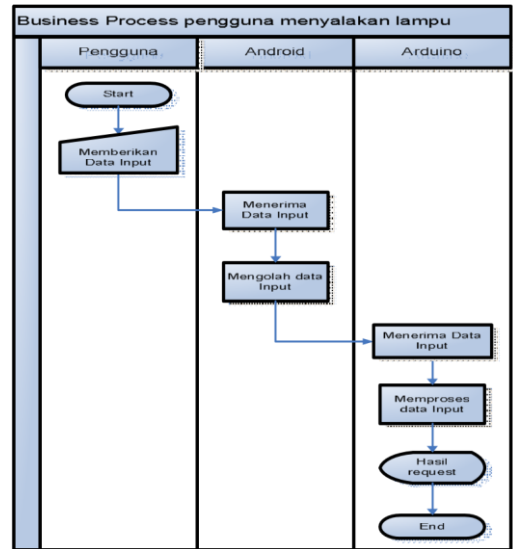 Business Process pengguna menyalakan lampu
Pengguna
Android
Arduino
Start
Memberikan
Data Input
Menerima
Data Input
Mengolah data
Input
Menerima Data
Input
Memproses
data Input
Hasil
request
End